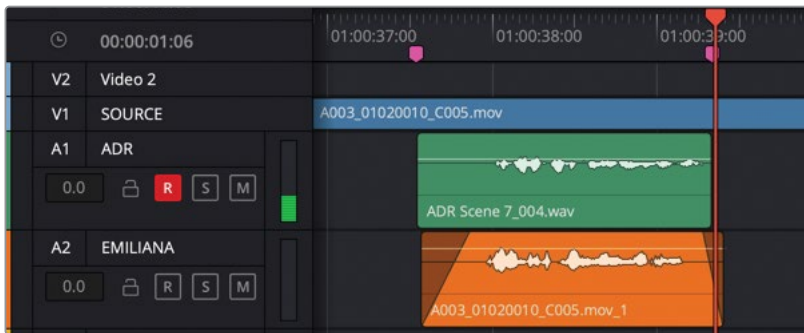 00:00:01:06
01:00:37:00 01:00:38:00 01:00:39:00
V2 Video 2
V1 SOURCE
A003_01020010_C005.mov
A1 ADR
0.0 R S M
ADR Scene 7_004.wav
A2 EMILIANA
0.0 R S M
A003_01020010_C005.mov_1